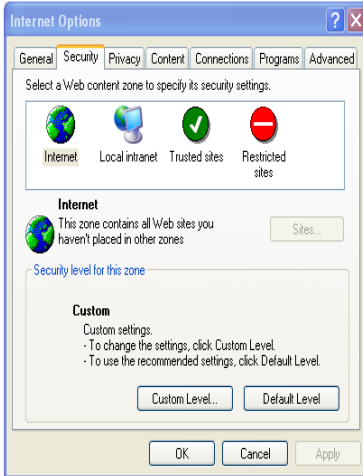 Internet Options
General Security Privacy Content Connections Programs Advanced
Select a Web content zone to specify its security settings.
Internet Local intranet Trusted sites Restricted
sites
Internet
This zone contains all Web sites you
haven't placed in other zones
Sites...
Security level for this zone
Custom
Custom settings.
- To change the settings, click Custom Level.
- To use the recommended settings, click Default Level.
Custom Level... Default Level
OK Cancel Apply